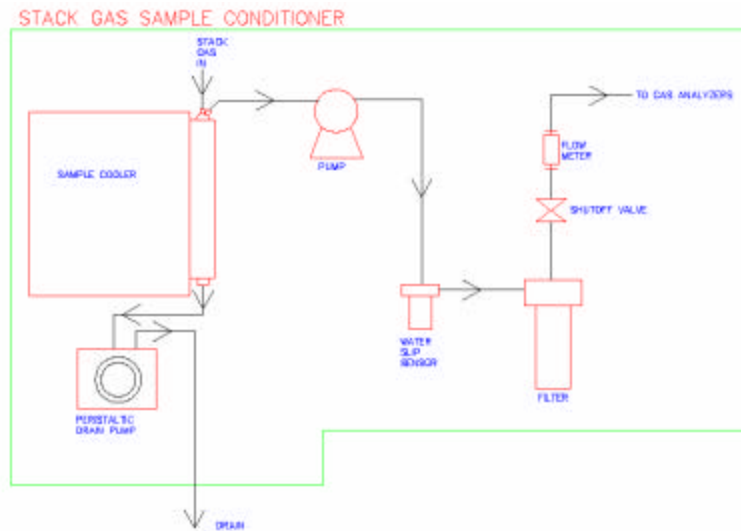 STACK GAS SAMPLE CONDITIONER
STACK
GAS
IN
TO GAS ANALYZERS
FLOW
METER
SAMPLE COOLER
PUMP
SHUTOFF VALVE
WATER
SLIP
SENSOR
FILTER
PERISTALTIC
DRAIN PUMP
DRAIN